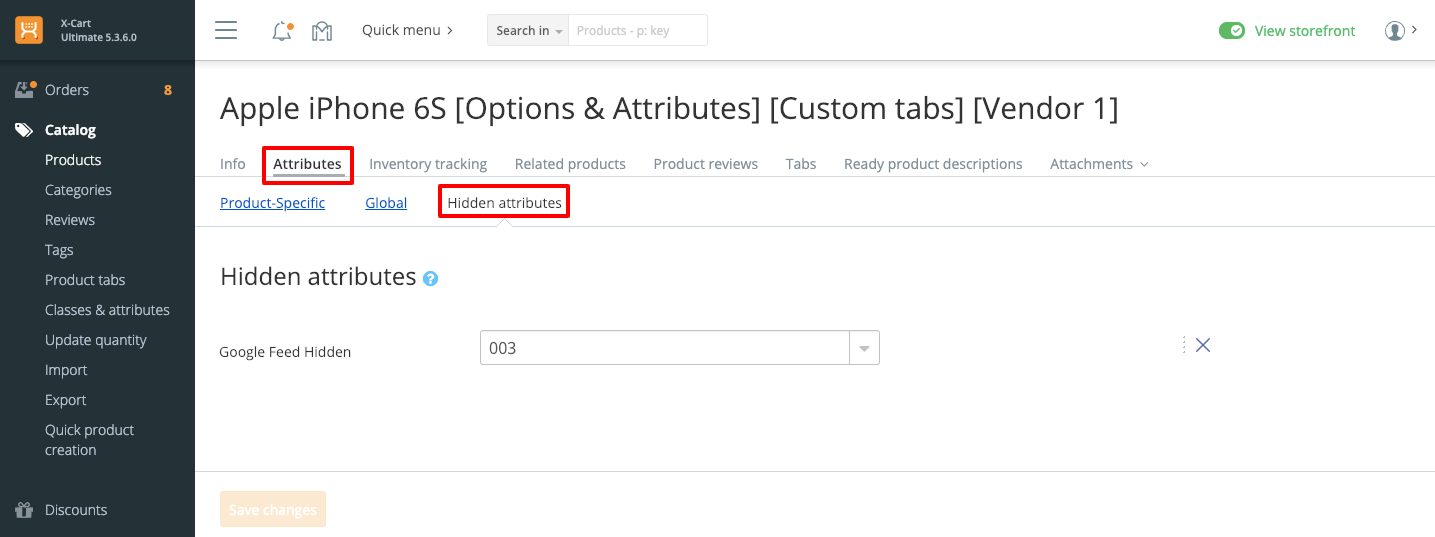 X-Cart
Ultimate 5.3.6.0
Quick menu
Search in
Products - p: key
View storefront
Orders
8
Catalog
Products
Categories
Reviews
Tags
Product tabs
Classes & attributes
Update quantity
Import
Export
Quick product
creation
Discounts
Apple iPhone 6S [Options & Attributes] [Custom tabs] [Vendor 1]
Info
Attributes
Inventory tracking
Related products
Product reviews
Tabs
Ready product descriptions
Attachments
Product-Specific
Global
Hidden attributes
Hidden attributes ?
Google Feed Hidden
003
Save changes